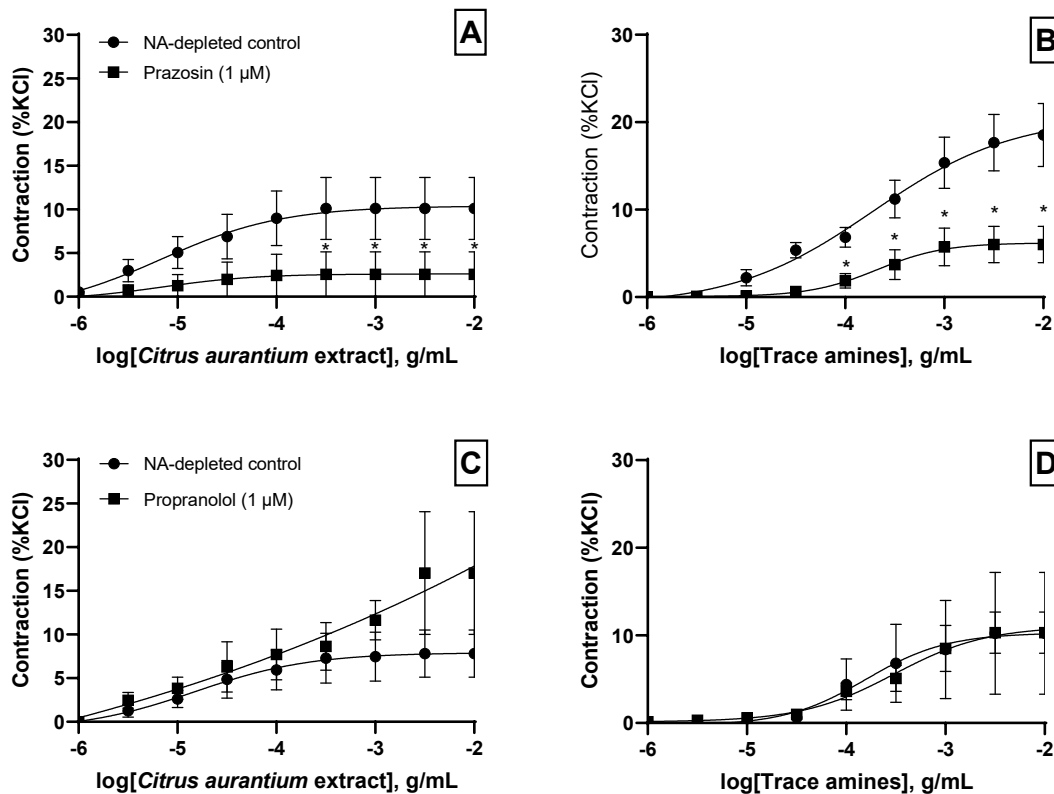 A
NA-depleted control
Prazosin (1 µM)
Contraction (%KCl)
30
25
20
15
10
5
0
* * * *
-6 -5 -4 -3 -2
log[Citrus aurantium extract], g/mL
B
Contraction (%KCl)
30
20
10
0
* * * * *
-6 -5 -4 -3 -2
log[Trace amines], g/mL
C
NA-depleted control
Propranolol (1 µM)
Contraction (%KCl)
30
25
20
15
10
5
0
-6 -5 -4 -3 -2
log[Citrus aurantium extract], g/mL
D
Contraction (%KCl)
30
20
10
0
-6 -5 -4 -3 -2
log[Trace amines], g/mL